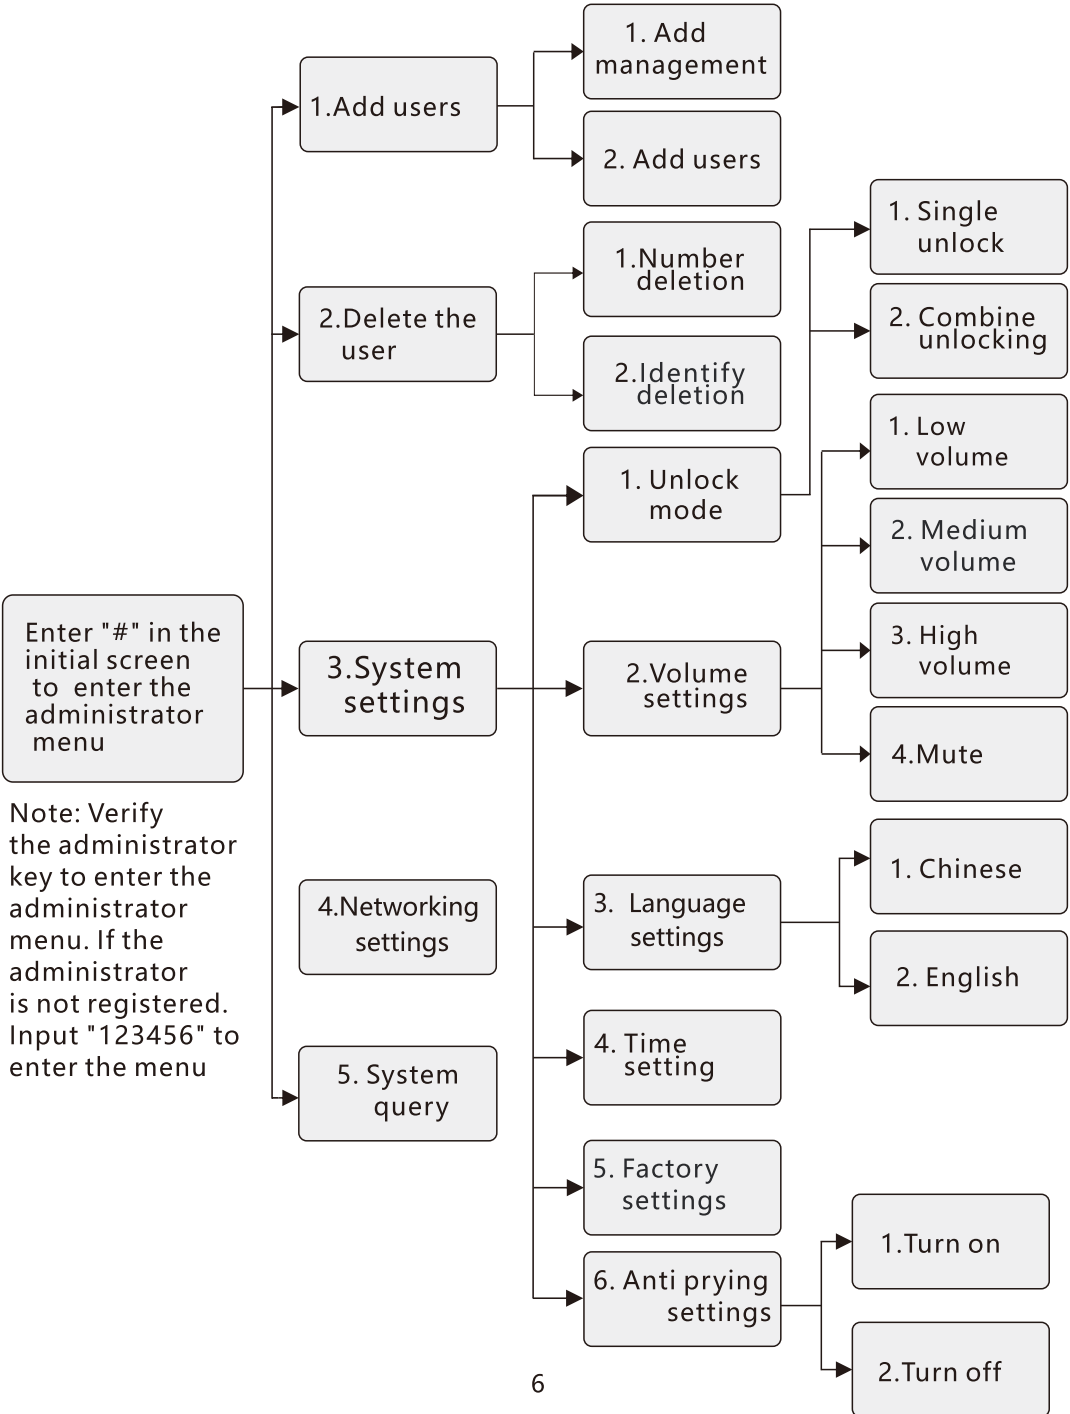 Enter "#" in the
initial screen
to enter the
administrator
menu
Note: Verify
the administrator
key to enter the
administrator
menu. If the
administrator
is not registered.
Input "123456" to
enter the menu
1.Add users
2.Delete the
user
3.System
settings
4.Networking
settings
5. System
query
1. Add
management
2. Add users
1.Number
deletion
2.Identify
deletion
1. Unlock
mode
2.Volume
settings
3. Language
settings
4. Time
setting
5. Factory
settings
6. Anti prying
settings
1. Single
unlock
2. Combine
unlocking
1. Low
volume
2. Medium
volume
3. High
volume
4.Mute
1. Chinese
2. English
1.Turn on
2.Turn off
6